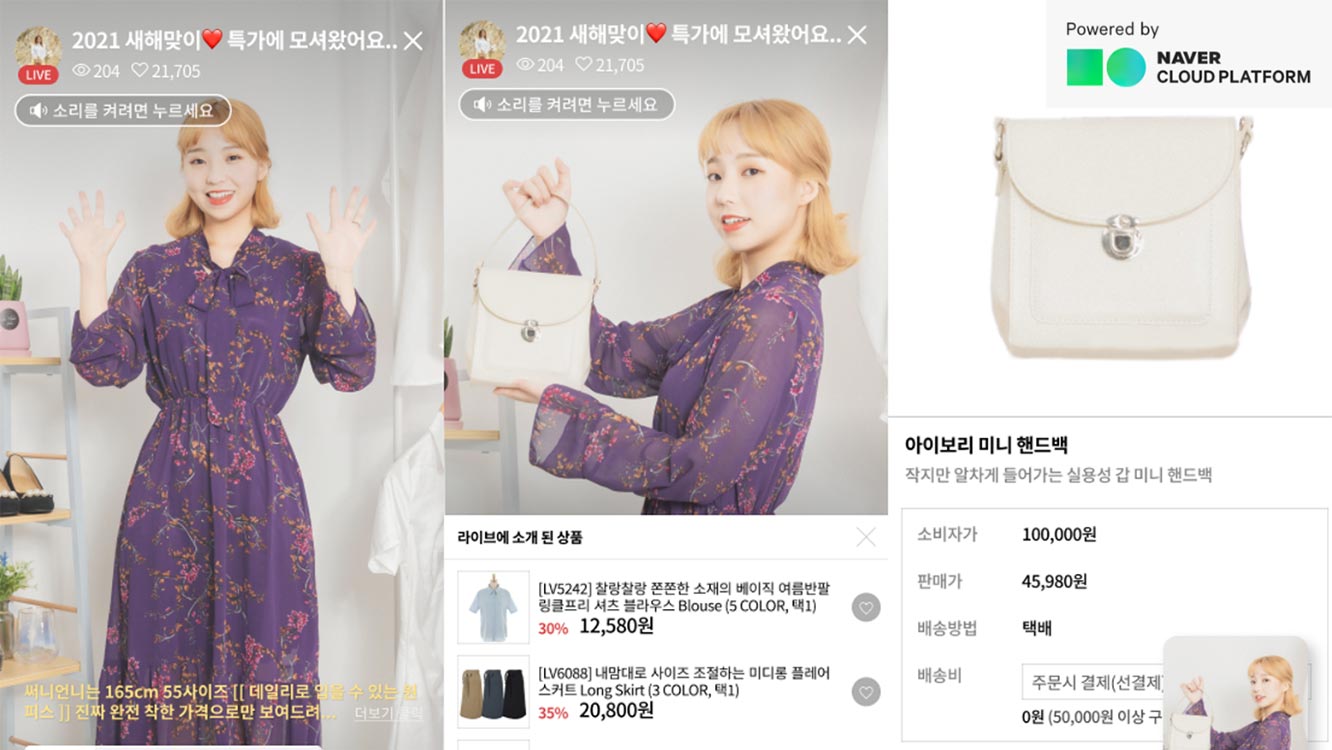 2021 새해맞이❤️ 특가에 모셔왔어요..
LIVE
204
21,705
소리를 켜려면 누르세요
써니언니는 165cm 55사이즈 [[ 데일리로 입을 수 있는 원
피스 ]] 진짜 완전 착한 가격으로만 보여드려...
더보기 클릭
2021 새해맞이❤️ 특가에 모셔왔어요..
LIVE
204
21,705
소리를 켜려면 누르세요
라이브에 소개 된 상품
[LV5242] 찰랑찰랑 쫀쫀한 소재의 베이직 여름반팔
링클프리 셔츠 블라우스 Blouse (5 COLOR, 택1)
30% 12,580원
[LV6088] 내맘대로 사이즈 조절하는 미디롱 플레어
스커트 Long Skirt (3 COLOR, 택1)
35% 20,800원
Powered by
NAVER
CLOUD PLATFORM
아이보리 미니 핸드백
작지만 알차게 들어가는 실용성 갑 미니 핸드백
소비자가 100,000원
판매가 45,980원
배송방법 택배
배송비 주문시 결제(선결제)
0원 (50,000원 이상 구